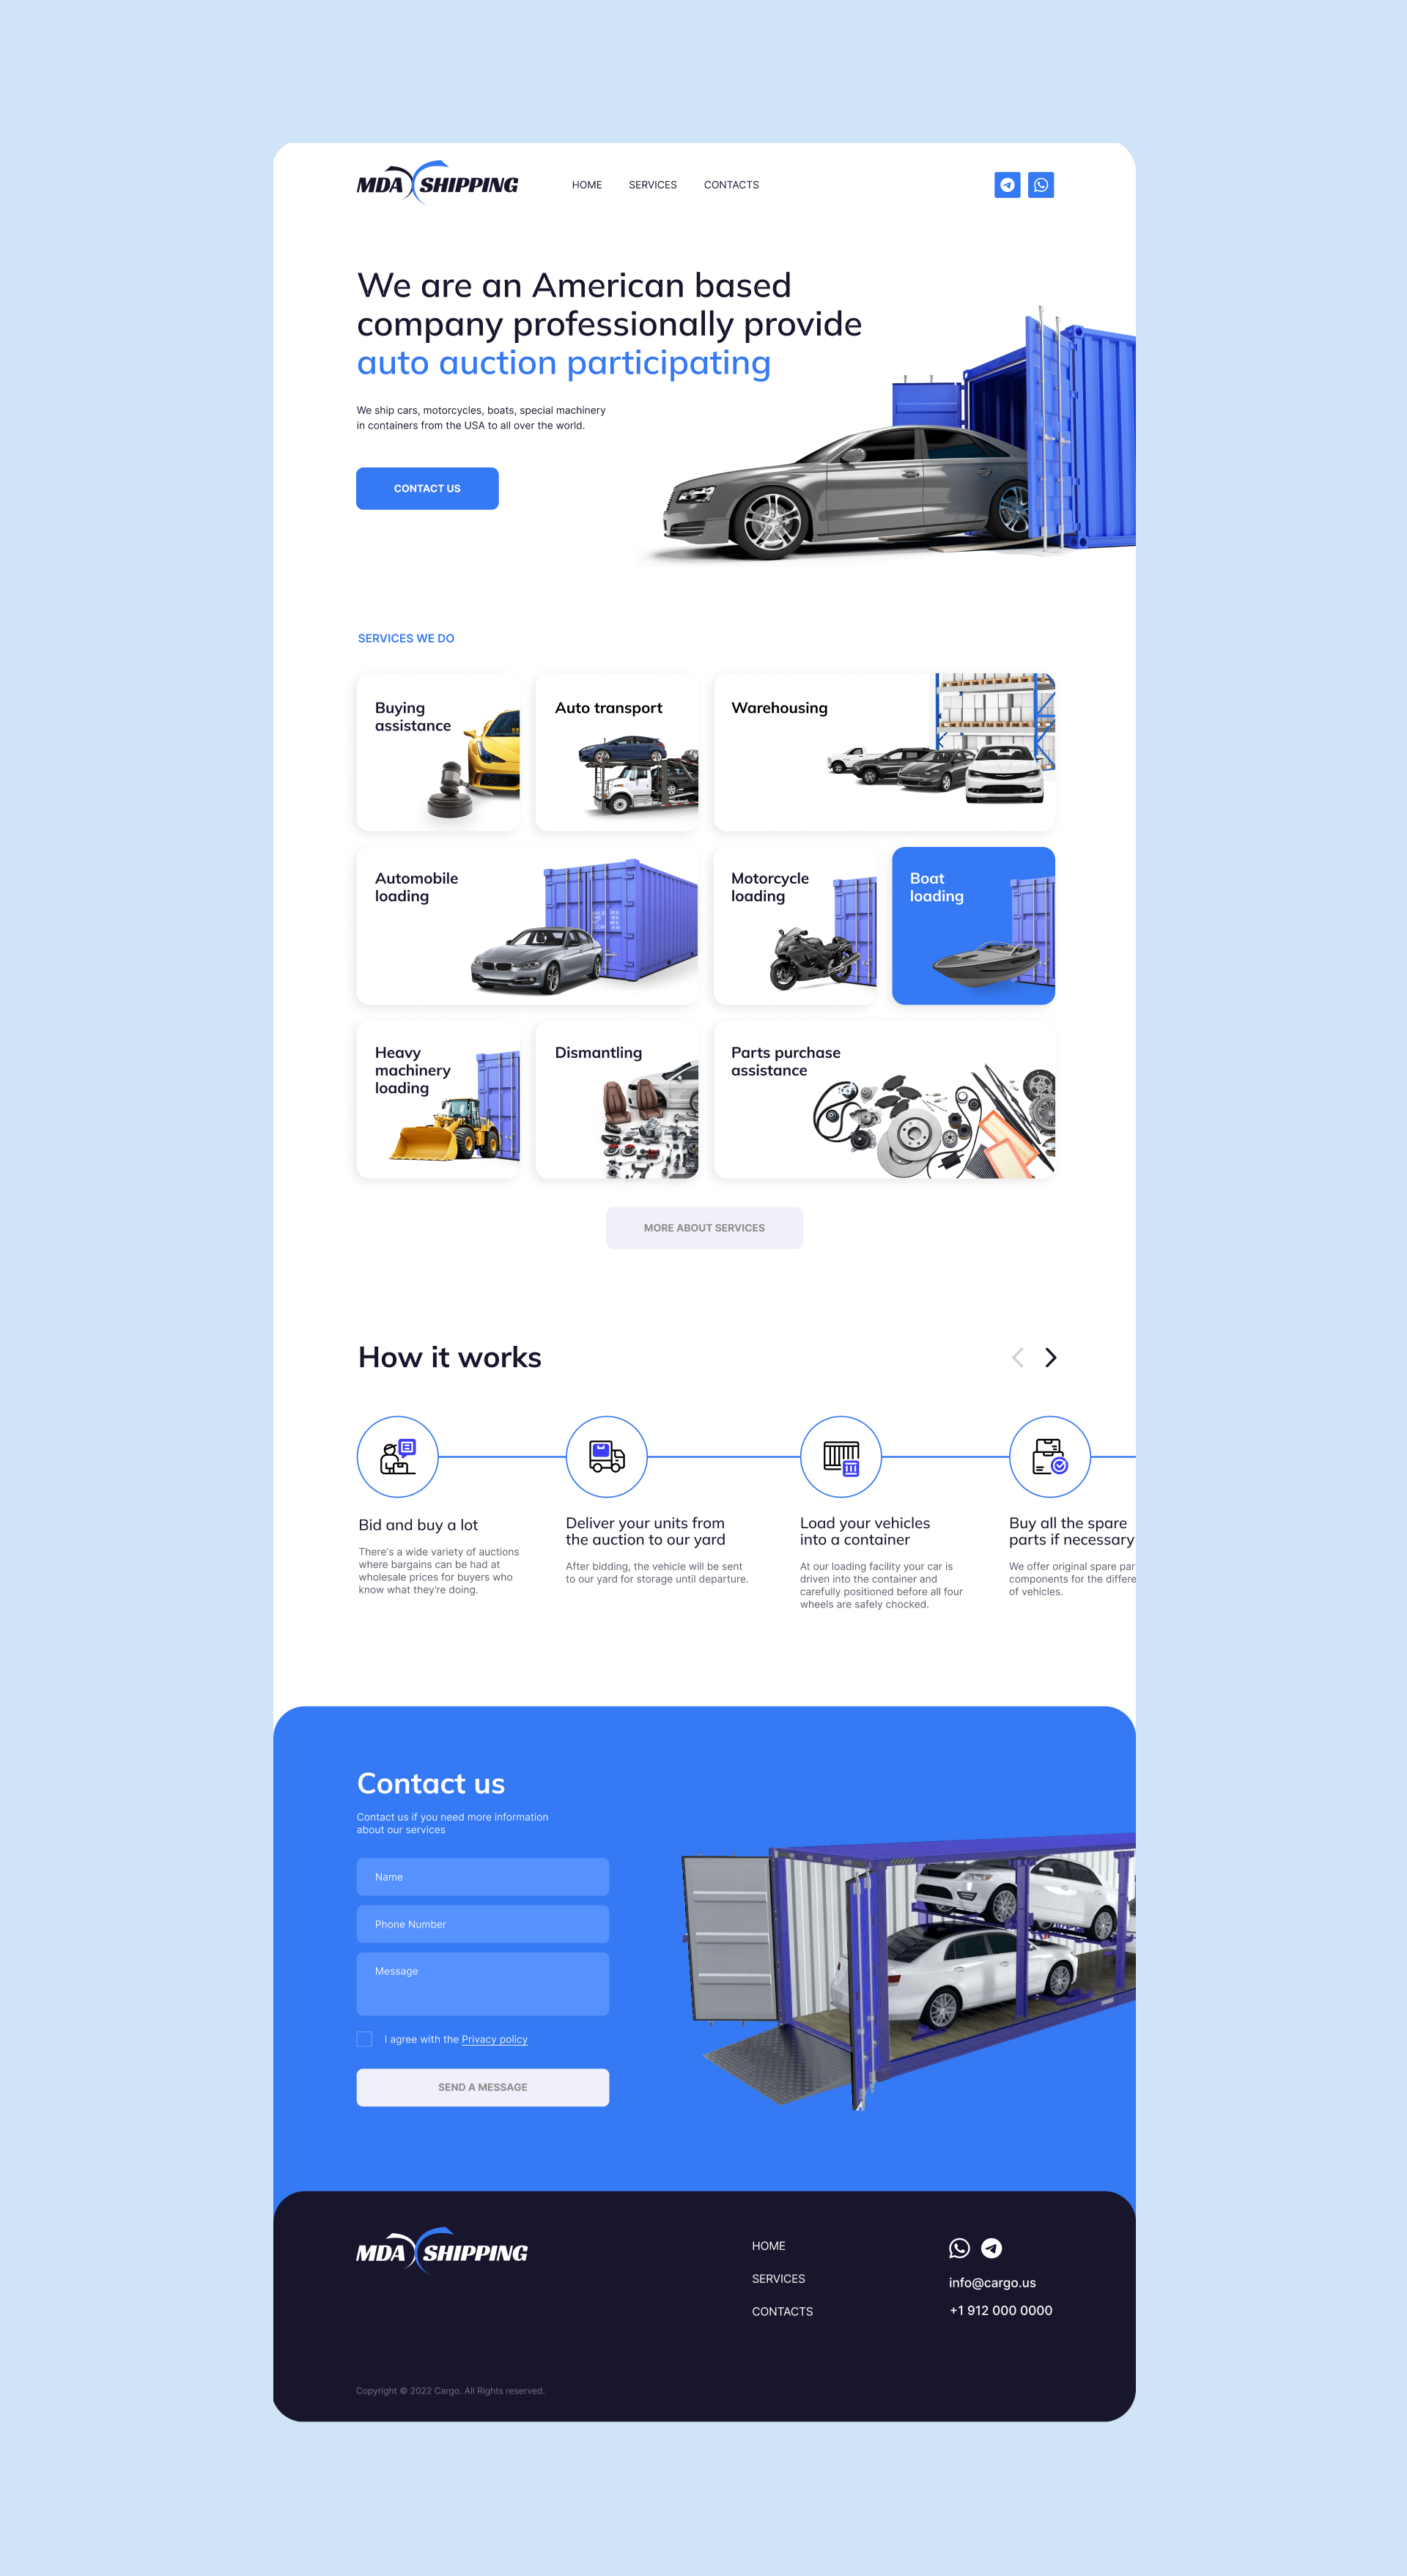 MDA SHIPPING
HOME
SERVICES
CONTACTS
We are an American based
company professionally provide
auto auction participating
We ship cars, motorcycles, boats, special machinery
in containers from the USA to all over the world.
CONTACT US
SERVICES WE DO
Buying
assistance
Auto transport
Warehousing
Automobile
loading
Motorcycle
loading
Boat
loading
Heavy
machinery
loading
Dismantling
Parts purchase
assistance
MORE ABOUT SERVICES
How it works
Bid and buy a lot
There's a wide variety of auctions
where bargains can be had at
wholesale prices for buyers who
know what they're doing.
Deliver your units from
the auction to our yard
After bidding, the vehicle will be sent
to our yard for storage until departure.
Load your vehicles
into a container
At our loading facility your car is
driven into the container and
carefully positioned before all four
wheels are safely chocked.
Buy all the spare
parts if necessary
We offer original spare par
components for the differe
of vehicles.
Contact us
Contact us if you need more information
about our services
Name
Phone Number
Message
I agree with the Privacy policy
SEND A MESSAGE
MDA SHIPPING
HOME
SERVICES
CONTACTS
info@cargo.us
+1 912 000 0000
Copyright © 2022 Cargo. All Rights reserved.